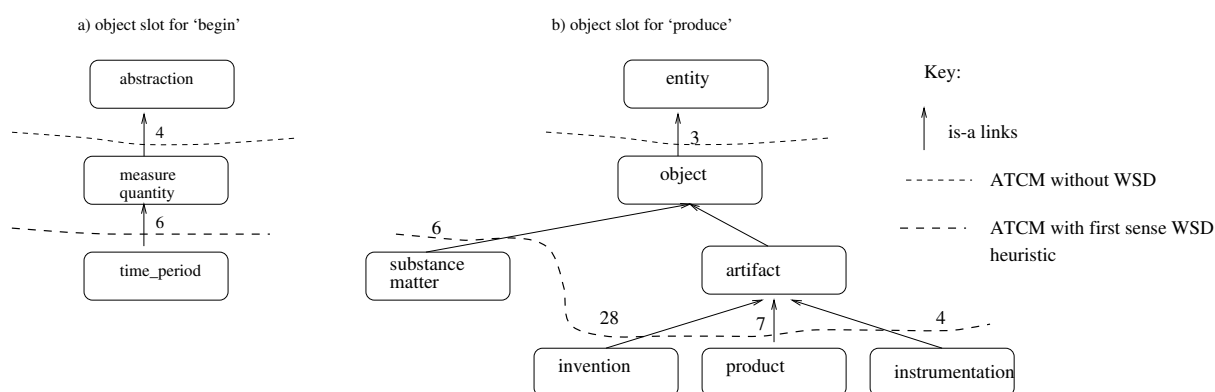 a) object slot for ‘begin’
b) object slot for ‘produce’
abstraction
entity
Key:
4
3
is-a links
measure
quantity
object
ATCM without WSD
6
6
ATCM with first sense WSD
heuristic
time_period
substance
matter
artifact
28
7
4
invention
product
instrumentation